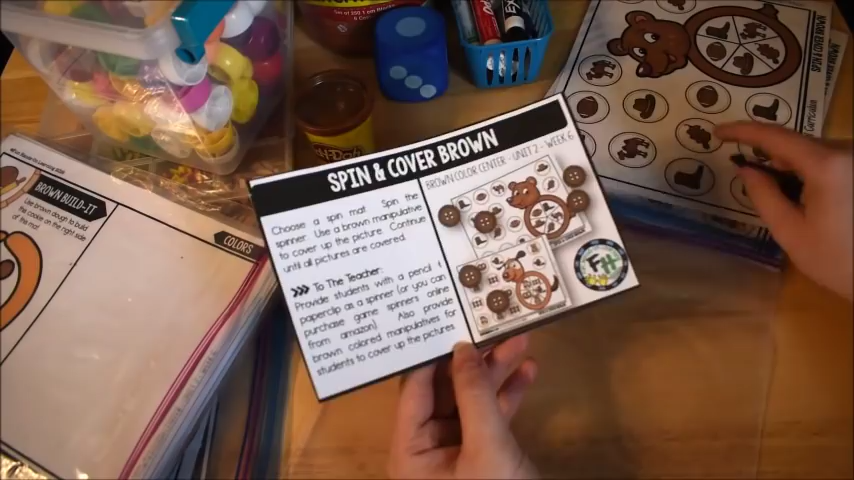 SPIN & COVER BROWN
BROWN COLOR CENTER - UNIT 2 - WEEK 6
Choose a spin mat. Spin the
spinner. Use a brown manipulative
to cover up the picture. Continue
until all pictures are covered.
To The Teacher:
Provide students with a pencil &
paperclip as a spinner (or you can
purchase game spinners online
from amazon). Also provide
brown colored manipulatives for
students to cover up the pictures.
FFH
BROWN BUILD-IT
Use brown dough to build
the cookie on the right side
of the mat.
COLORS
Play-Doh
SPIN & COVER BROWN